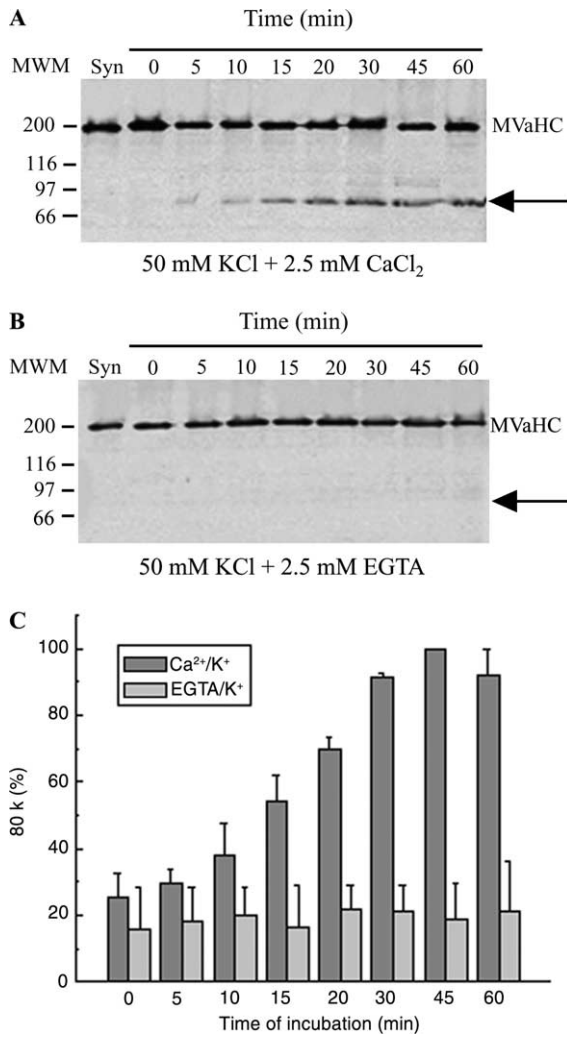 A
Time (min)
MWM Syn 0 5 10 15 20 30 45 60
200
MVaHC
116
97
66
50 mM KCl + 2.5 mM CaCl₂
B
Time (min)
MWM Syn 0 5 10 15 20 30 45 60
200
MVaHC
116
97
66
50 mM KCl + 2.5 mM EGTA
C
Ca²⁺/K⁺
EGTA/K⁺
80 k (%)
100
80
60
40
20
0
0 5 10 15 20 30 45 60
Time of incubation (min)